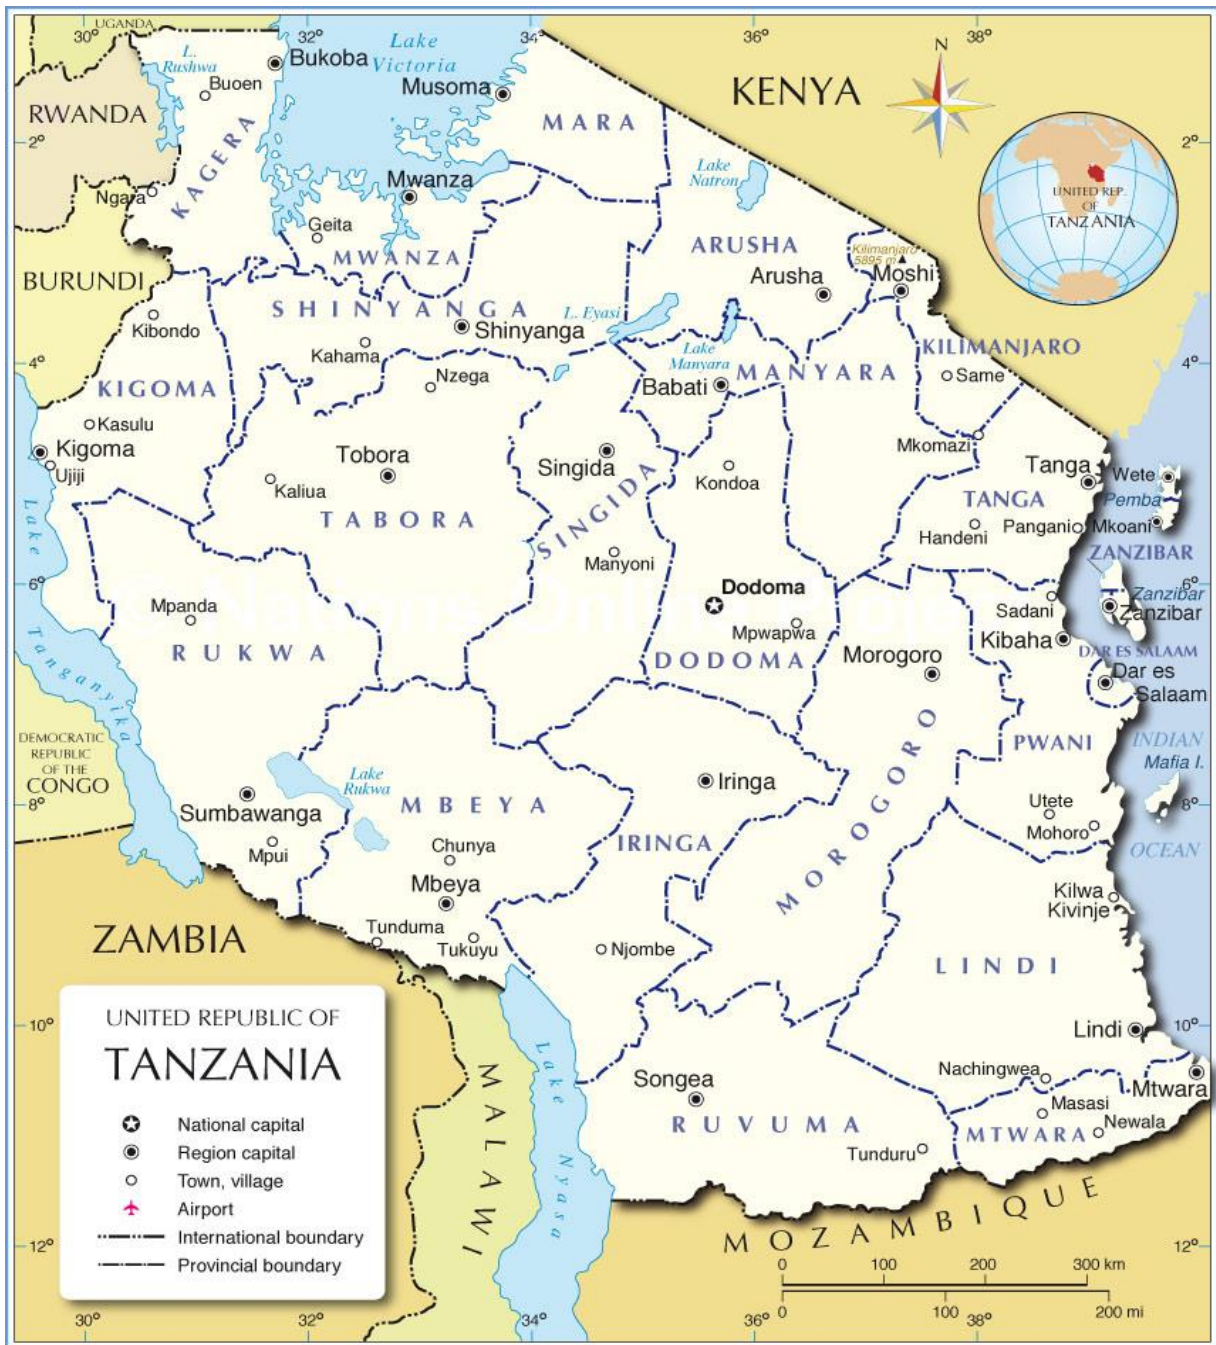 UGANDA
30°
32°
34°
36°
38°
Lake
Victoria
L.
Rushwa
Bukoba
Buoen
Musoma
KENYA
N
RWANDA
MARA
2°
2°
KAGERA
Lake
Natron
Mwanza
Ngara
UNITED REP.
OF
TANZANIA
Geita
MWANZA
ARUSHA
Kilimanjaro
5895 m
Arusha
Moshi
BURUNDI
SHINYANGA
L. Eyasi
Kibondo
Shinyanga
Kahama
Lake
Manyara
KILIMANJARO
4°
4°
Nzega
MANYARA
Same
KIGOMA
Babati
Kasulu
Kigoma
Ujiji
Tobora
Singida
Mkomazi
Tanga
Wete
Kondoa
Kaliua
Pemba
TANGA
TABORA
SINGIDA
Handeni
Pangani
Mkoani
Manyoni
ZANZIBAR
6°
6°
Lake Tanganyika
Mpanda
Dodoma
Sadani
Zanzibar
Zanzibar
Mpwapwa
Kibaha
RUKWA
DODOMA
Morogoro
DAR ES SALAAM
Dar es
Salaam
DEMOCRATIC
REPUBLIC
OF THE
CONGO
PWANI
INDIAN
Mafia I.
Lake
Rukwa
Iringa
MOROGORO
8°
8°
Sumbawanga
MBEYA
Utete
Mohoro
Mpui
Chunya
IRINGA
OCEAN
Mbeya
Kilwa
Kivinje
ZAMBIA
Tunduma
Tukuyu
Njombe
LINDI
UNITED REPUBLIC OF
TANZANIA
National capital
Region capital
Town, village
Airport
International boundary
Provincial boundary
10°
10°
Lindi
MALAWI
Lake Nyasa
Songea
Nachingwea
Mtwara
Masasi
RUVUMA
MTWARA
Newala
Tunduru
MOZAMBIQUE
12°
12°
0 100 200 300 km
0 100 200 mi
30°
32°
34°
36°
38°